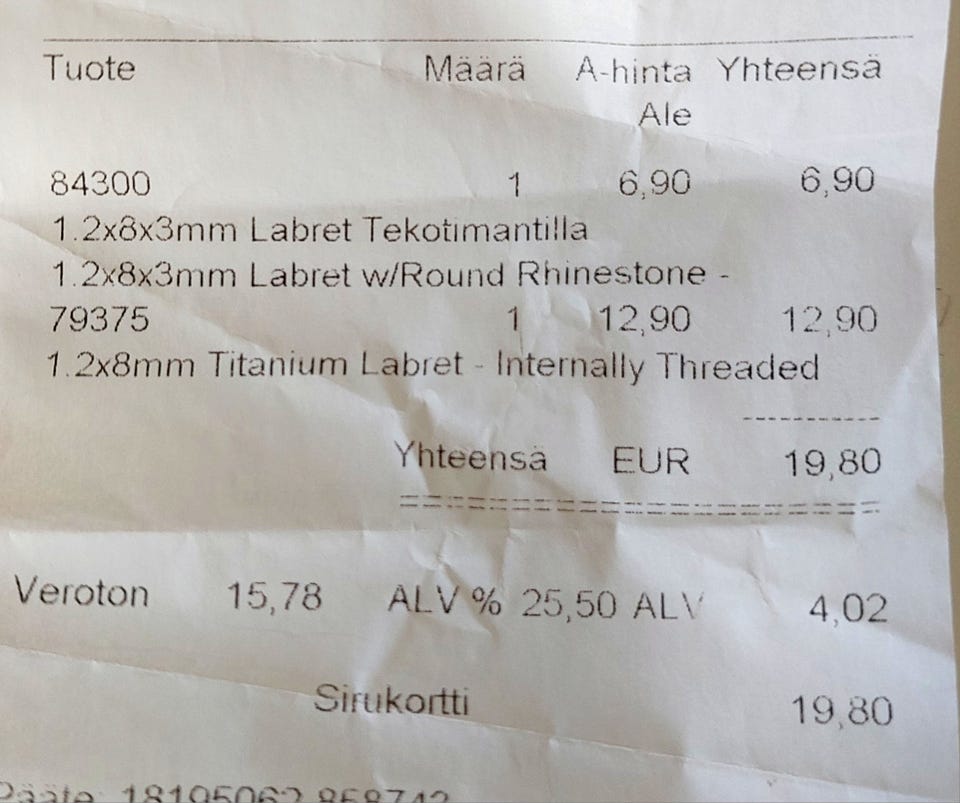 Tuote Määrä A-hinta Yhteensä
Ale
84300 1 6,90 6,90
1.2x8x3mm Labret Tekotimantilla
1.2x8x3mm Labret w/Round Rhinestone -
79375 1 12,90 12,90
1.2x8mm Titanium Labret - Internally Threaded
Yhteensä EUR 19,80
Veroton 15,78 ALV % 25,50 ALV 4,02
Sirukortti 19,80
Pääte